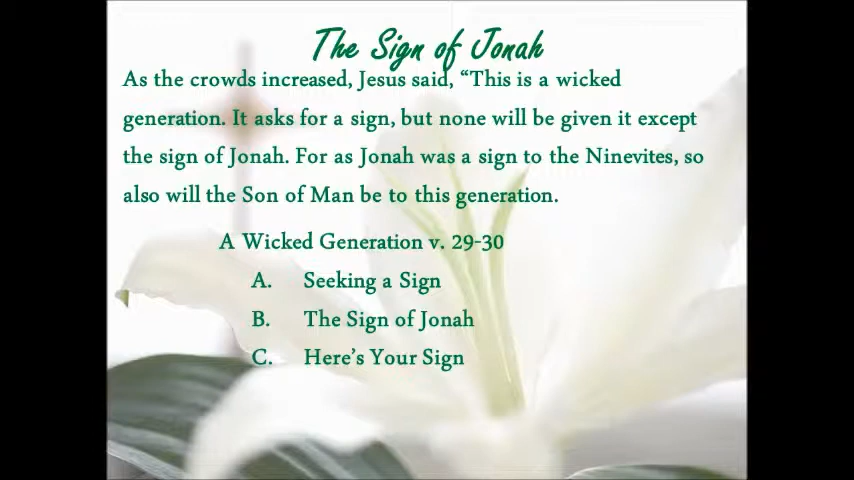 The Sign of Jonah
As the crowds increased, Jesus said, “This is a wicked
generation. It asks for a sign, but none will be given it except
the sign of Jonah. For as Jonah was a sign to the Ninevites, so
also will the Son of Man be to this generation.
A Wicked Generation v. 29-30
A. Seeking a Sign
B. The Sign of Jonah
C. Here’s Your Sign